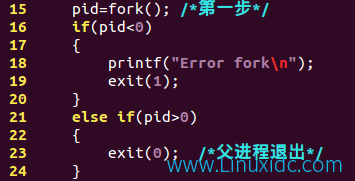 15 pid=fork(); /*第一步*/
16 if(pid<0)
17 {
18 printf("Error fork\n");
19 exit(1);
20 }
21 else if(pid>0)
22 {
23 exit(0); /*父进程退出*/
www.Linuxidc.com
24 }